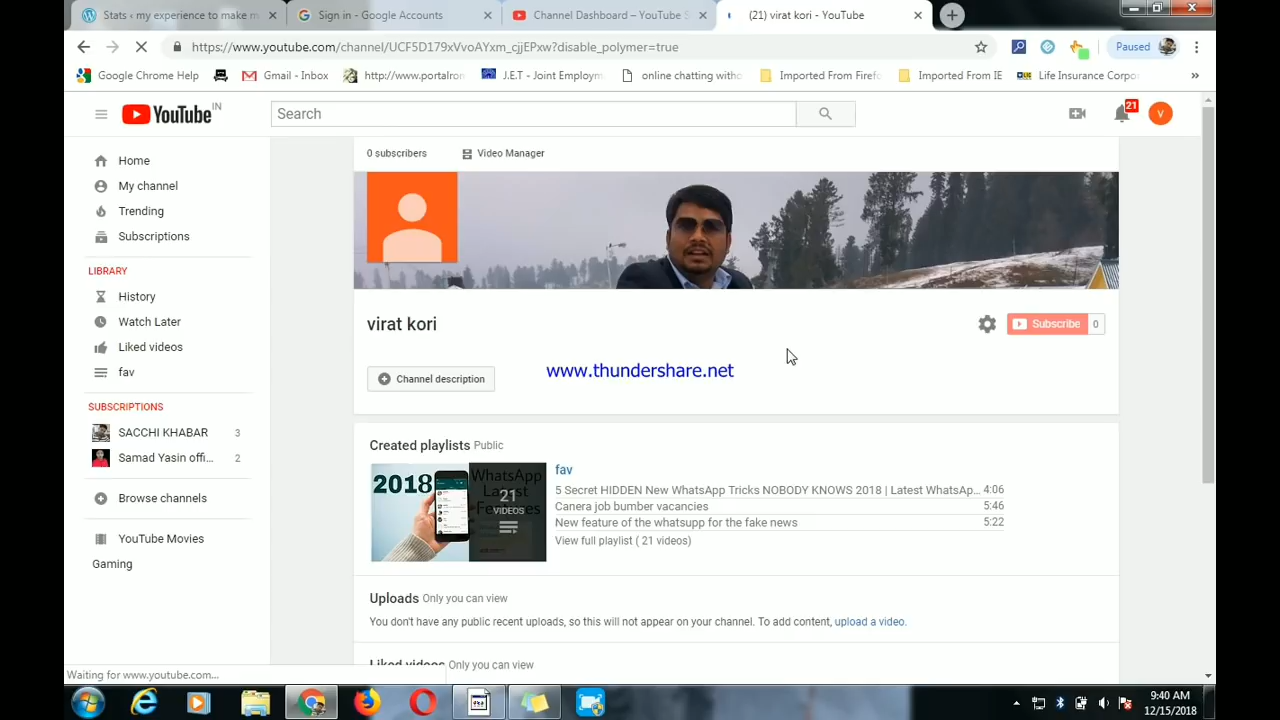 Stats ‹ my experience to make m
Sign in - Google Accounts
Channel Dashboard – YouTube S
(21) virat kori - YouTube
https://www.youtube.com/channel/UCF5D179xVvoAYxm_cjjEPxw?disable_polymer=true
Paused
Google Chrome Help
Gmail - Inbox
http://www.portalror
J.E.T - Joint Employm
online chatting witho
Imported From Firef
Imported From IE
Life Insurance Corpo
»
YouTube IN
Search
21
V
Home
My channel
Trending
Subscriptions
LIBRARY
History
Watch Later
Liked videos
fav
SUBSCRIPTIONS
SACCHI KHABAR 3
Samad Yasin offi... 2
Browse channels
YouTube Movies
Gaming
0 subscribers
Video Manager
virat kori
Subscribe 0
Channel description
www.thundershare.net
Created playlists Public
2018
WhatsApp
Latest
Features
21
VIDEOS
fav
5 Secret HIDDEN New WhatsApp Tricks NOBODY KNOWS 2018 | Latest WhatsAp... 4:06
Canera job bumber vacancies 5:46
New feature of the whatsupp for the fake news 5:22
View full playlist ( 21 videos)
Uploads Only you can view
You don't have any public recent uploads, so this will not appear on your channel. To add content, upload a video.
Liked videos Only you can view
Waiting for www.youtube.com...
9:40 AM
12/15/2018